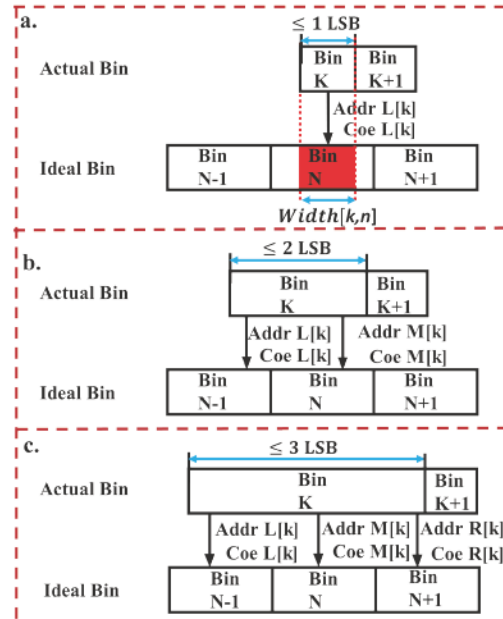 a.
≤ 1 LSB
Actual Bin
Bin K
Bin K+1
Addr L[k]
Coe L[k]
Ideal Bin
Bin N-1
Bin N
Bin N+1
Width[k,n]
b.
≤ 2 LSB
Actual Bin
Bin K
Bin K+1
Addr L[k] Addr M[k]
Coe L[k] Coe M[k]
Ideal Bin
Bin N-1
Bin N
Bin N+1
c.
≤ 3 LSB
Actual Bin
Bin K
Bin K+1
Addr L[k] Addr M[k] Addr R[k]
Coe L[k] Coe M[k] Coe R[k]
Ideal Bin
Bin N-1
Bin N
Bin N+1